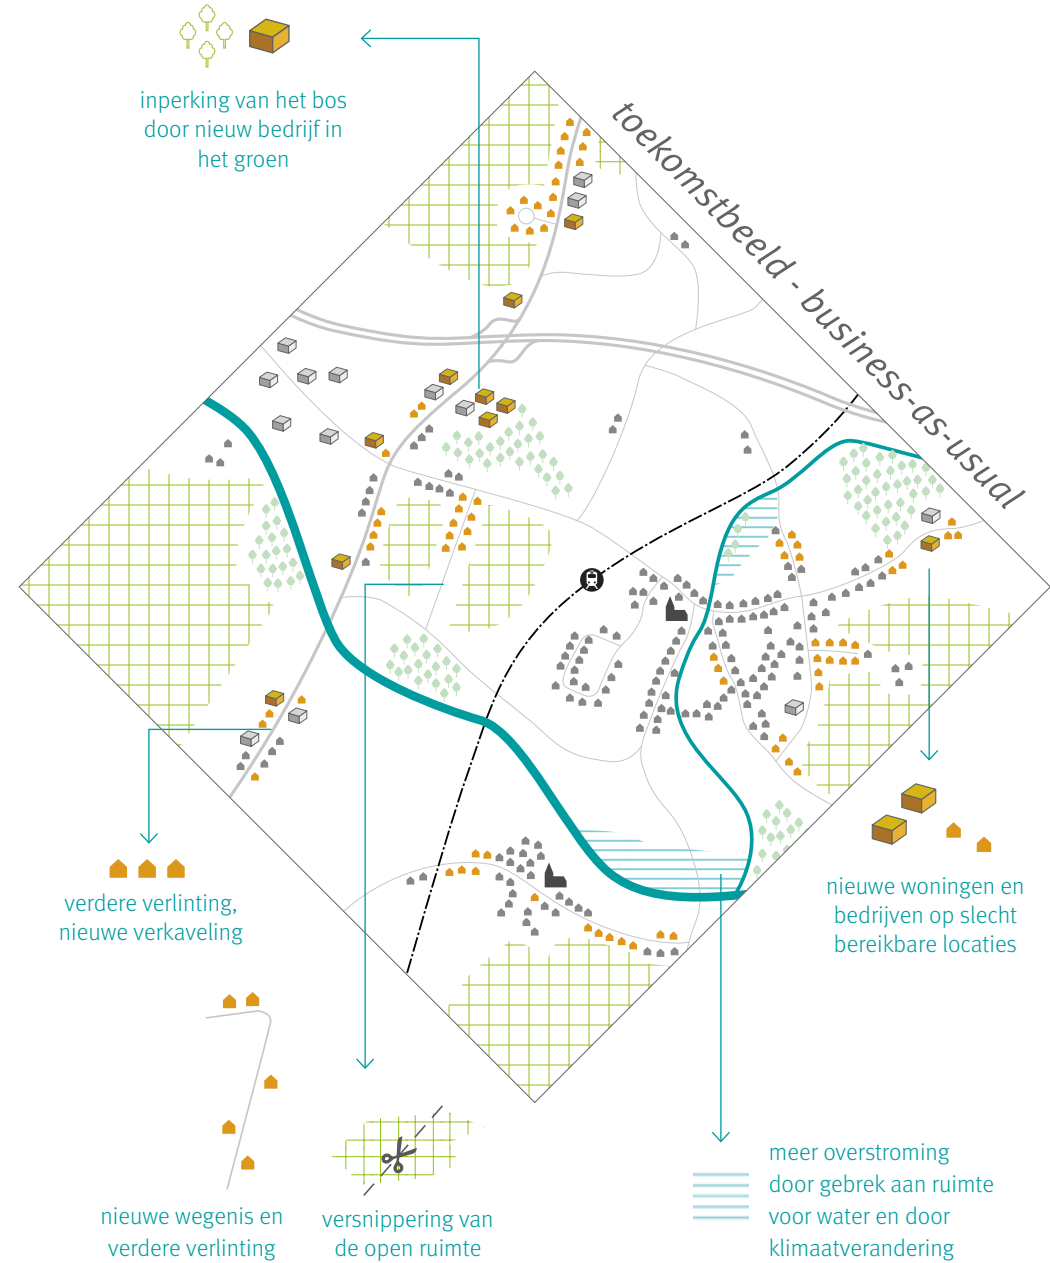 inperking van het bos
door nieuw bedrijf in
het groen
toekomstbeeld - business-as-usual
verdere verlinting,
nieuwe verkaveling
nieuwe woningen en
bedrijven op slecht
bereikbare locaties
nieuwe wegenis en
verdere verlinting
versnippering van
de open ruimte
meer overstroming
door gebrek aan ruimte
voor water en door
klimaatverandering